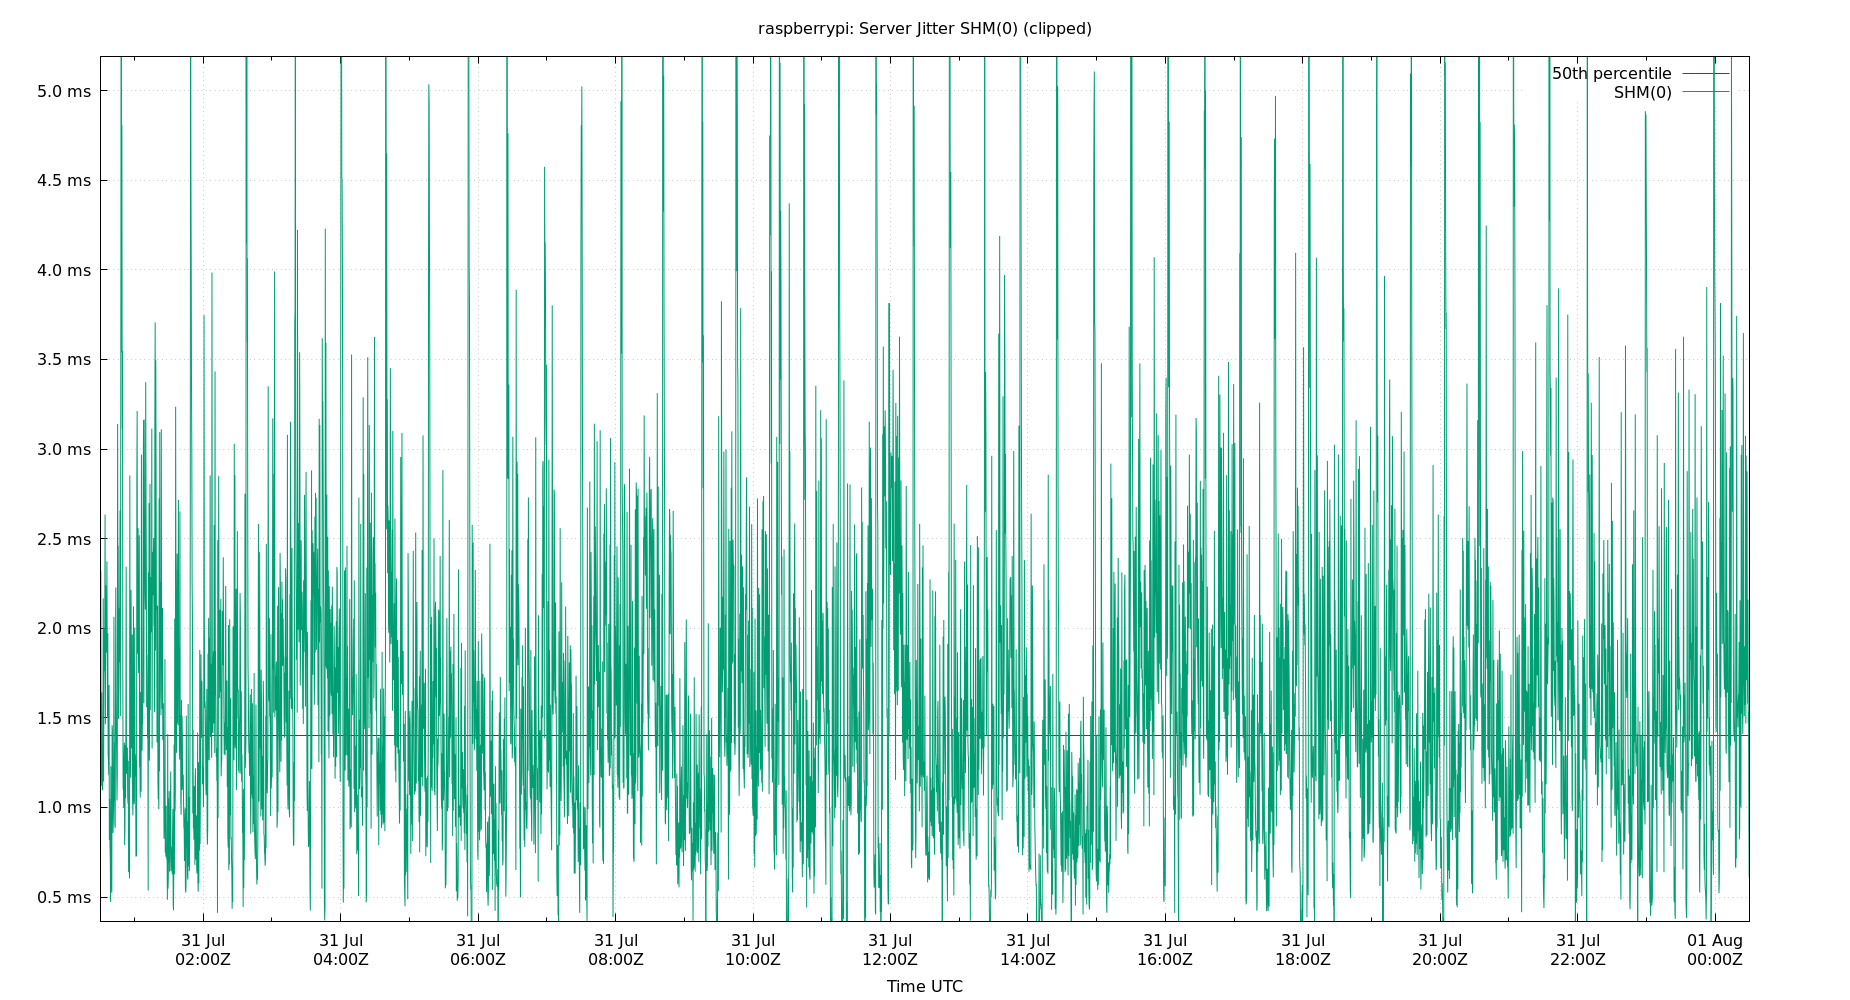 raspberrypi: Server Jitter SHM(0) (clipped)
50th percentile
SHM(0)
5.0 ms
4.5 ms
4.0 ms
3.5 ms
3.0 ms
2.5 ms
2.0 ms
1.5 ms
1.0 ms
0.5 ms
31 Jul 31 Jul 31 Jul 31 Jul 31 Jul 31 Jul 31 Jul 31 Jul 31 Jul 31 Jul 31 Jul 01 Aug
02:00Z 04:00Z 06:00Z 08:00Z 10:00Z 12:00Z 14:00Z 16:00Z 18:00Z 20:00Z 22:00Z 00:00Z
Time UTC